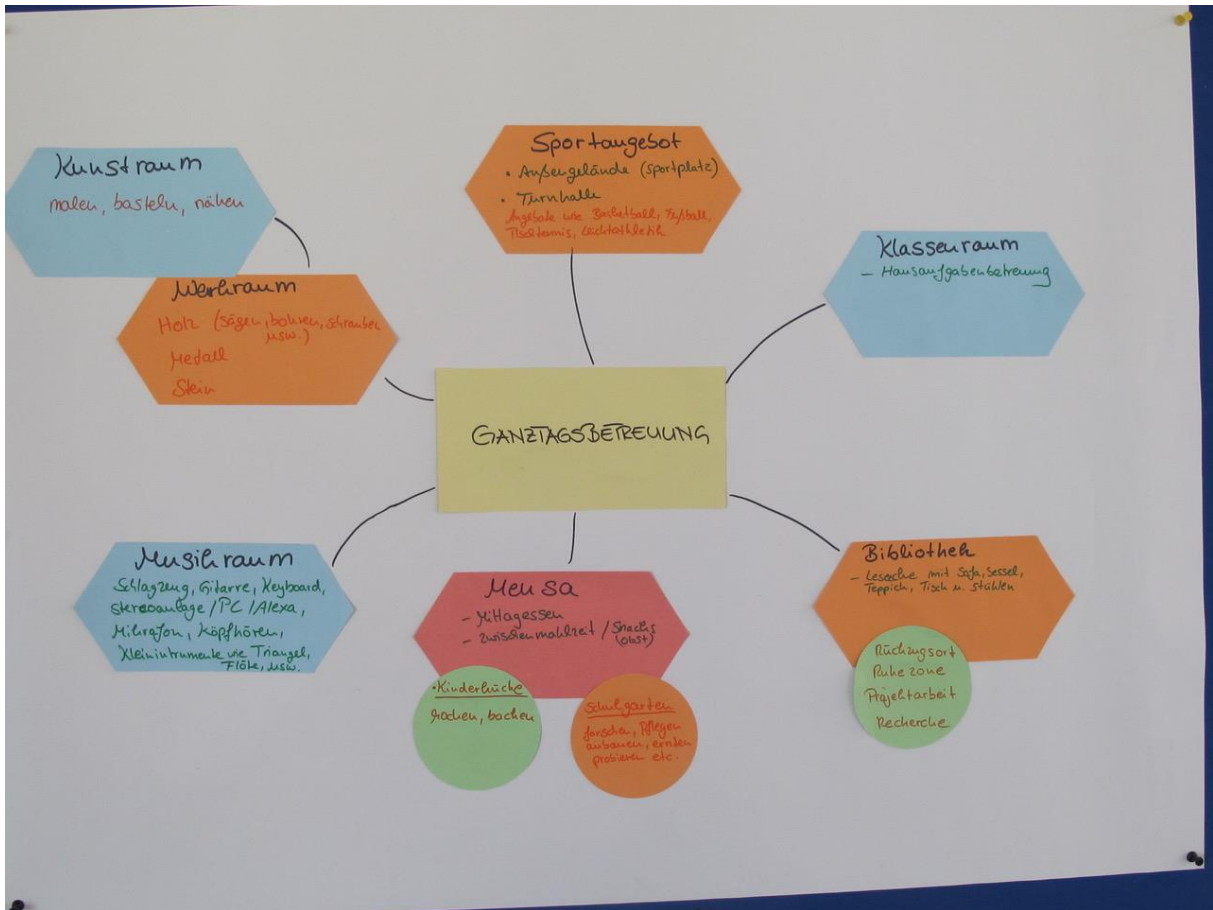 Kunstraum
malen, basteln, nähen
Werkraum
Holz (sägen, bohren, schrauben
usw.)
Metall
Stein
Sportangebot
• Außengelände (Sportplatz)
• Turnhalle
Angebote wie Basketball, Fußball,
Tischtennis, Leichtathletik
Klassenraum
– Hausaufgabenbetreuung
GANZTAGSBETREUUNG
Musikraum
Schlagzeug, Gitarre, Keyboard,
Stereoanlage / PC / Alexa,
Mikrofon, Köpfhören,
Kleinintrumente wie Triangel,
Flöte, usw.
Mensa
– Mittagessen
– Zwischenmahlzeit / Snacks
(obst)
• Kinderküche
kochen, backen
Schulgarten
forschen, Pflegen
anbauen, ernten
probieren etc.
Bibliothek
– Leseecke mit Sofa, Sessel,
Teppich, Tisch u. stühlen
Rückzugsort
Ruhe zone
Projektarbeit
Recherche